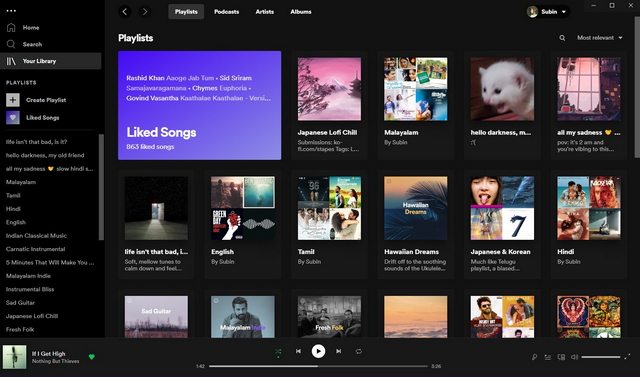 Playlists
Podcasts
Artists
Albums
Subin
Home
Search
Your Library
PLAYLISTS
Create Playlist
Liked Songs
life isn't that bad, is it?
hello darkness, my old friend
all my sadness 🧡 slow hindi s...
Malayalam
Tamil
Hindi
English
Indian Classical Music
Carnatic Instrumental
5 Minutes That Will Make You ...
Malayalam Indie
Instrumental Bliss
Sad Guitar
Japanese Lofi Chill
Fresh Folk
Playlists
Most relevant
Rashid Khan Aaoge Jab Tum • Sid Sriram
Samajavaragamana • Chymes Euphoria •
Govind Vasantha Kaathalae Kaathalae - Versi...
Liked Songs
863 liked songs
Japanese Lofi Chill
Submissions: ko-
fi.com/stapes Tags: L...
Malayalam
By Subin
hello darkness, m...
:'(
all my sadness 🧡 ...
pov: It's 2 am and
you're vibing to this...
life isn't that bad, i...
Soft, mellow tunes to
calm down and feel...
GREEN DAY
English
By Subin
96
Tamil
By Subin
Hawaiian
Dreams
Hawaiian Dreams
Drift off to the soothing
sounds of the Ukulele...
7
Japanese & Korean
Much like Telugu
playlist, a biased...
Hindi
By Subin
Sad Guitar
Malayalam Indie
Fresh Folk
If I Get High
Nothing But Thieves
1:42
3:26